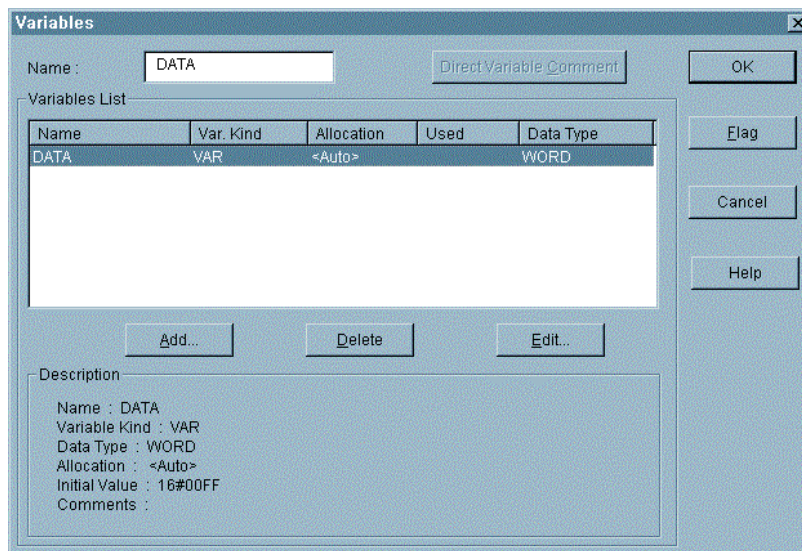 Variables
Name : DATA Direct Variable Comment OK
Variables List
Name Var. Kind Allocation Used Data Type Flag
DATA VAR <Auto> WORD
Cancel
Help
Add... Delete Edit...
Description
Name : DATA
Variable Kind : VAR
Data Type : WORD
Allocation : <Auto>
Initial Value : 16#00FF
Comments :